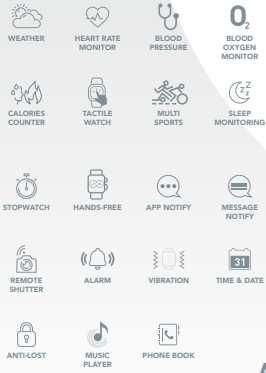 O2
WEATHER
HEART RATE
MONITOR
BLOOD
PRESSURE
BLOOD
OXYGEN
MONITOR
CALORIES
COUNTER
TACTILE
WATCH
MULTI
SPORTS
zzz
SLEEP
MONITORING
STOPWATCH
HANDS-FREE
APP NOTIFY
MESSAGE
NOTIFY
31
REMOTE
SHUTTER
ALARM
VIBRATION
TIME & DATE
ANTI-LOST
MUSIC
PLAYER
PHONE BOOK